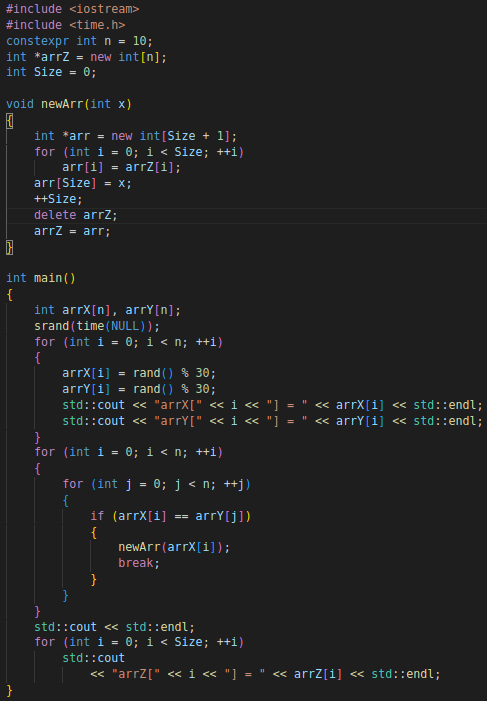 #include <iostream>
#include <time.h>
constexpr int n = 10;
int *arrZ = new int[n];
int Size = 0;

void newArr(int x)
{
    int *arr = new int[Size + 1];
    for (int i = 0; i < Size; ++i)
        arr[i] = arrZ[i];
    arr[Size] = x;
    ++Size;
    delete arrZ;
    arrZ = arr;
}

int main()
{
    int arrX[n], arrY[n];
    srand(time(NULL));
    for (int i = 0; i < n; ++i)
    {
        arrX[i] = rand() % 30;
        arrY[i] = rand() % 30;
        std::cout << "arrX[" << i << "] = " << arrX[i] << std::endl;
        std::cout << "arrY[" << i << "] = " << arrY[i] << std::endl;
    }
    for (int i = 0; i < n; ++i)
    {
        for (int j = 0; j < n; ++j)
        {
            if (arrX[i] == arrY[j])
            {
                newArr(arrX[i]);
                break;
            }
        }
    }
    std::cout << std::endl;
    for (int i = 0; i < Size; ++i)
        std::cout
            << "arrZ[" << i << "] = " << arrZ[i] << std::endl;
}